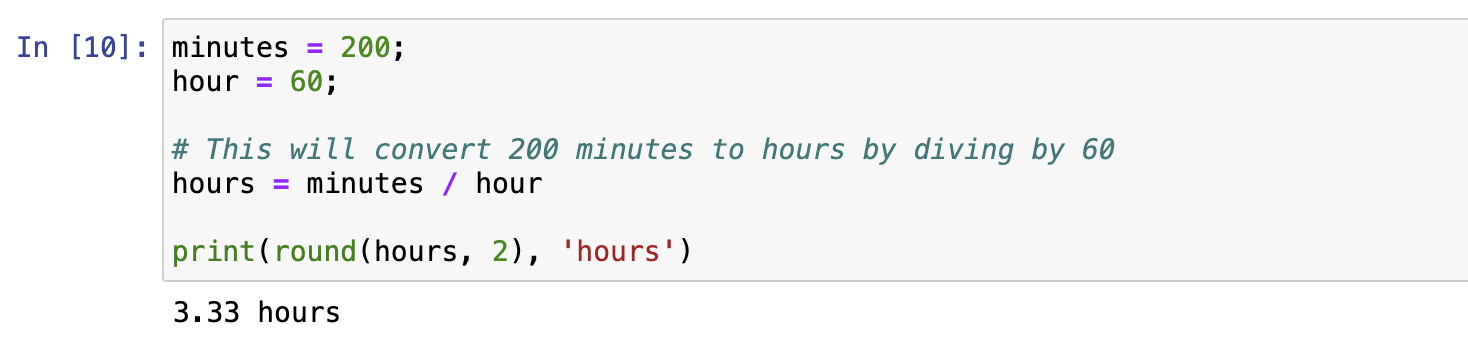 In [10]: minutes = 200;
hour = 60;
# This will convert 200 minutes to hours by diving by 60
hours = minutes / hour
print(round(hours, 2), 'hours')
3.33 hours